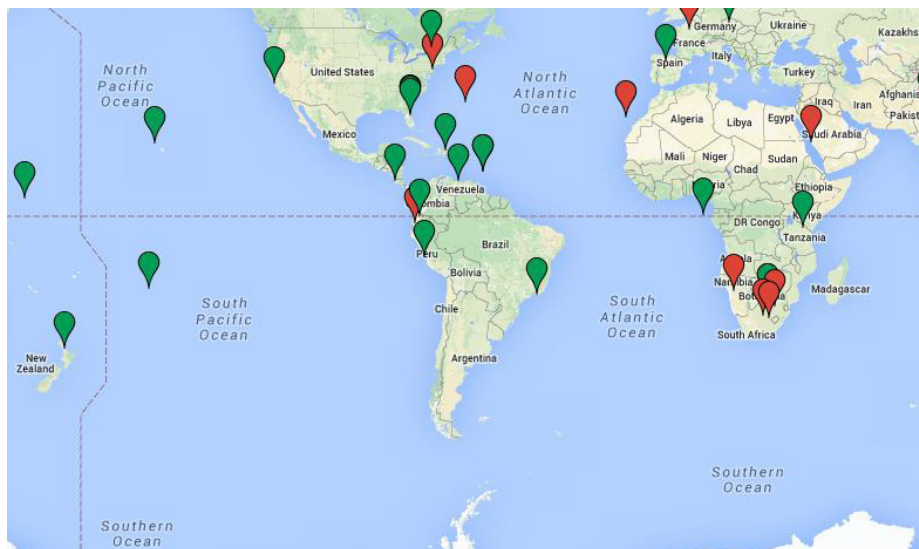 Germany
Ukraine
Kazakhs
France
North
Pacific
Ocean
United States
North
Atlantic
Ocean
Spain
Italy
Turkey
Iraq
Iran
Afghanistan
Pakist
Algeria
Libya
Egypt
Saudi Arabia
Mexico
Mali
Niger
Chad
Sudan
Venezuela
Ethiopia
DR Congo
Tanzania
Peru
Brazil
Bolivia
Madagascar
South
Pacific
Ocean
Chile
South
Atlantic
Ocean
South Africa
New
Zealand
Argentina
Southern
Ocean
Southern
Ocean